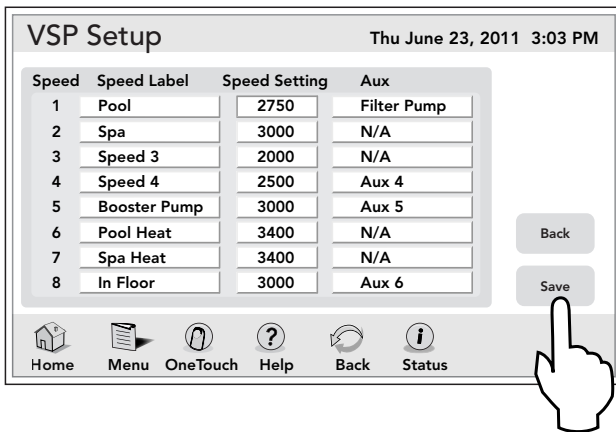 VSP Setup Thu June 23, 2011 3:03 PM
Speed Speed Label Speed Setting Aux
1 Pool 2750 Filter Pump
2 Spa 3000 N/A
3 Speed 3 2000 N/A
4 Speed 4 2500 Aux 4
5 Booster Pump 3000 Aux 5
6 Pool Heat 3400 N/A
7 Spa Heat 3400 N/A
8 In Floor 3000 Aux 6
Back
Save
Home Menu OneTouch Help Back Status